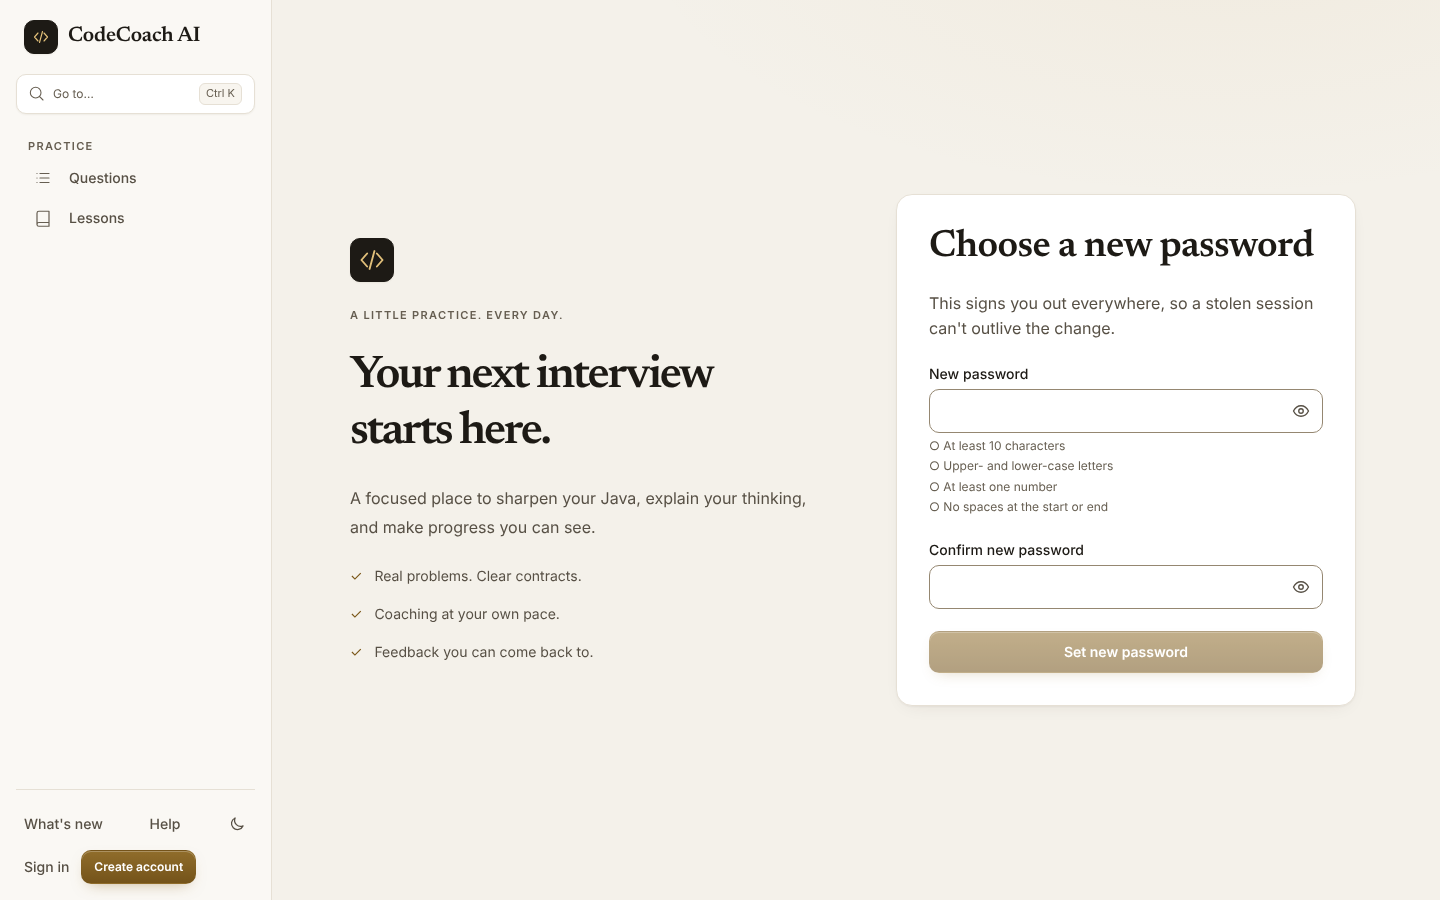 CodeCoach AI
Go to...
Ctrl K
PRACTICE
Questions
Lessons
What's new
Help
Sign in
Create account
A LITTLE PRACTICE. EVERY DAY.
Your next interview
starts here.
A focused place to sharpen your Java, explain your thinking,
and make progress you can see.
Real problems. Clear contracts.
Coaching at your own pace.
Feedback you can come back to.
Choose a new password
This signs you out everywhere, so a stolen session
can't outlive the change.
New password
At least 10 characters
Upper- and lower-case letters
At least one number
No spaces at the start or end
Confirm new password
Set new password